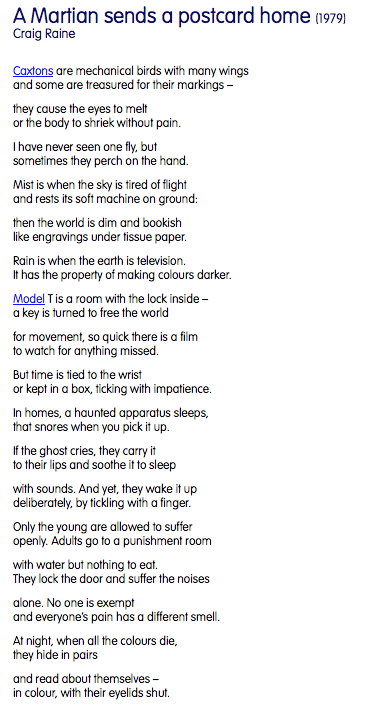 A Martian sends a postcard home (1979)
Craig Raine
Caxtons are mechanical birds with many wings
and some are treasured for their markings –
they cause the eyes to melt
or the body to shriek without pain.
I have never seen one fly, but
sometimes they perch on the hand.
Mist is when the sky is tired of flight
and rests its soft machine on ground:
then the world is dim and bookish
like engravings under tissue paper.
Rain is when the earth is television.
It has the property of making colours darker.
Model T is a room with the lock inside –
a key is turned to free the world
for movement, so quick there is a film
to watch for anything missed.
But time is tied to the wrist
or kept in a box, ticking with impatience.
In homes, a haunted apparatus sleeps,
that snores when you pick it up.
If the ghost cries, they carry it
to their lips and soothe it to sleep
with sounds. And yet, they wake it up
deliberately, by tickling with a finger.
Only the young are allowed to suffer
openly. Adults go to a punishment room
with water but nothing to eat.
They lock the door and suffer the noises
alone. No one is exempt
and everyone's pain has a different smell.
At night, when all the colours die,
they hide in pairs
and read about themselves –
in colour, with their eyelids shut.